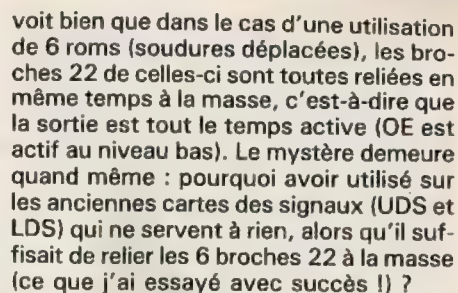 voit bien que dans le cas d'une utilisation
de 6 roms (soudures déplacées), les bro-
ches 22 de celles-ci sont toutes reliées en
même temps à la masse, c'est-à-dire que
la sortie est tout le temps active (OE est
actif au niveau bas). Le mystère demeure
quand même : pourquoi avoir utilisé sur
les anciennes cartes des signaux (UDS et
LDS) qui ne servent à rien, alors qu'il suf-
fisait de relier les 6 broches 22 à la masse
(ce que j'ai essayé avec succès !) ?